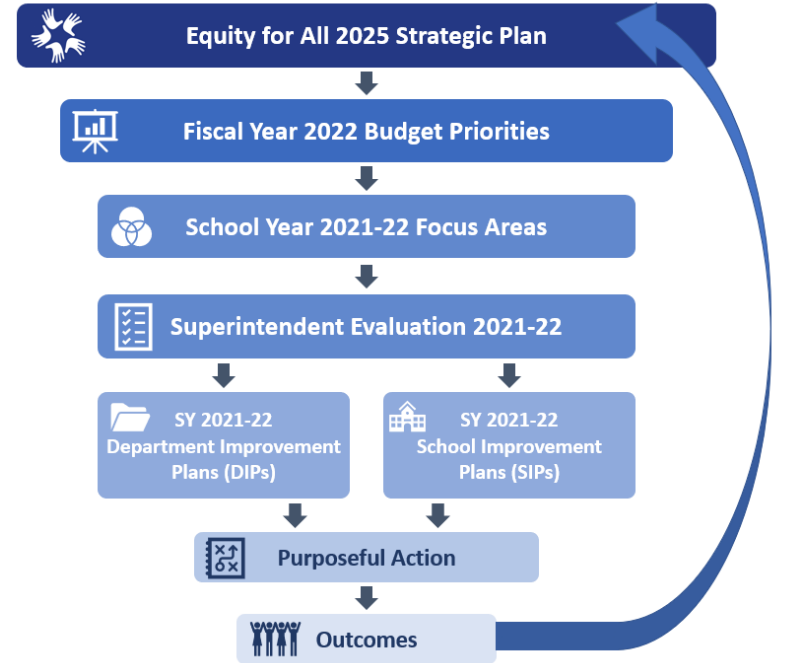 Equity for All 2025 Strategic Plan
Fiscal Year 2022 Budget Priorities
School Year 2021-22 Focus Areas
Superintendent Evaluation 2021-22
SY 2021-22
Department Improvement
Plans (DIPs)
SY 2021-22
School Improvement
Plans (SIPs)
Purposeful Action
Outcomes